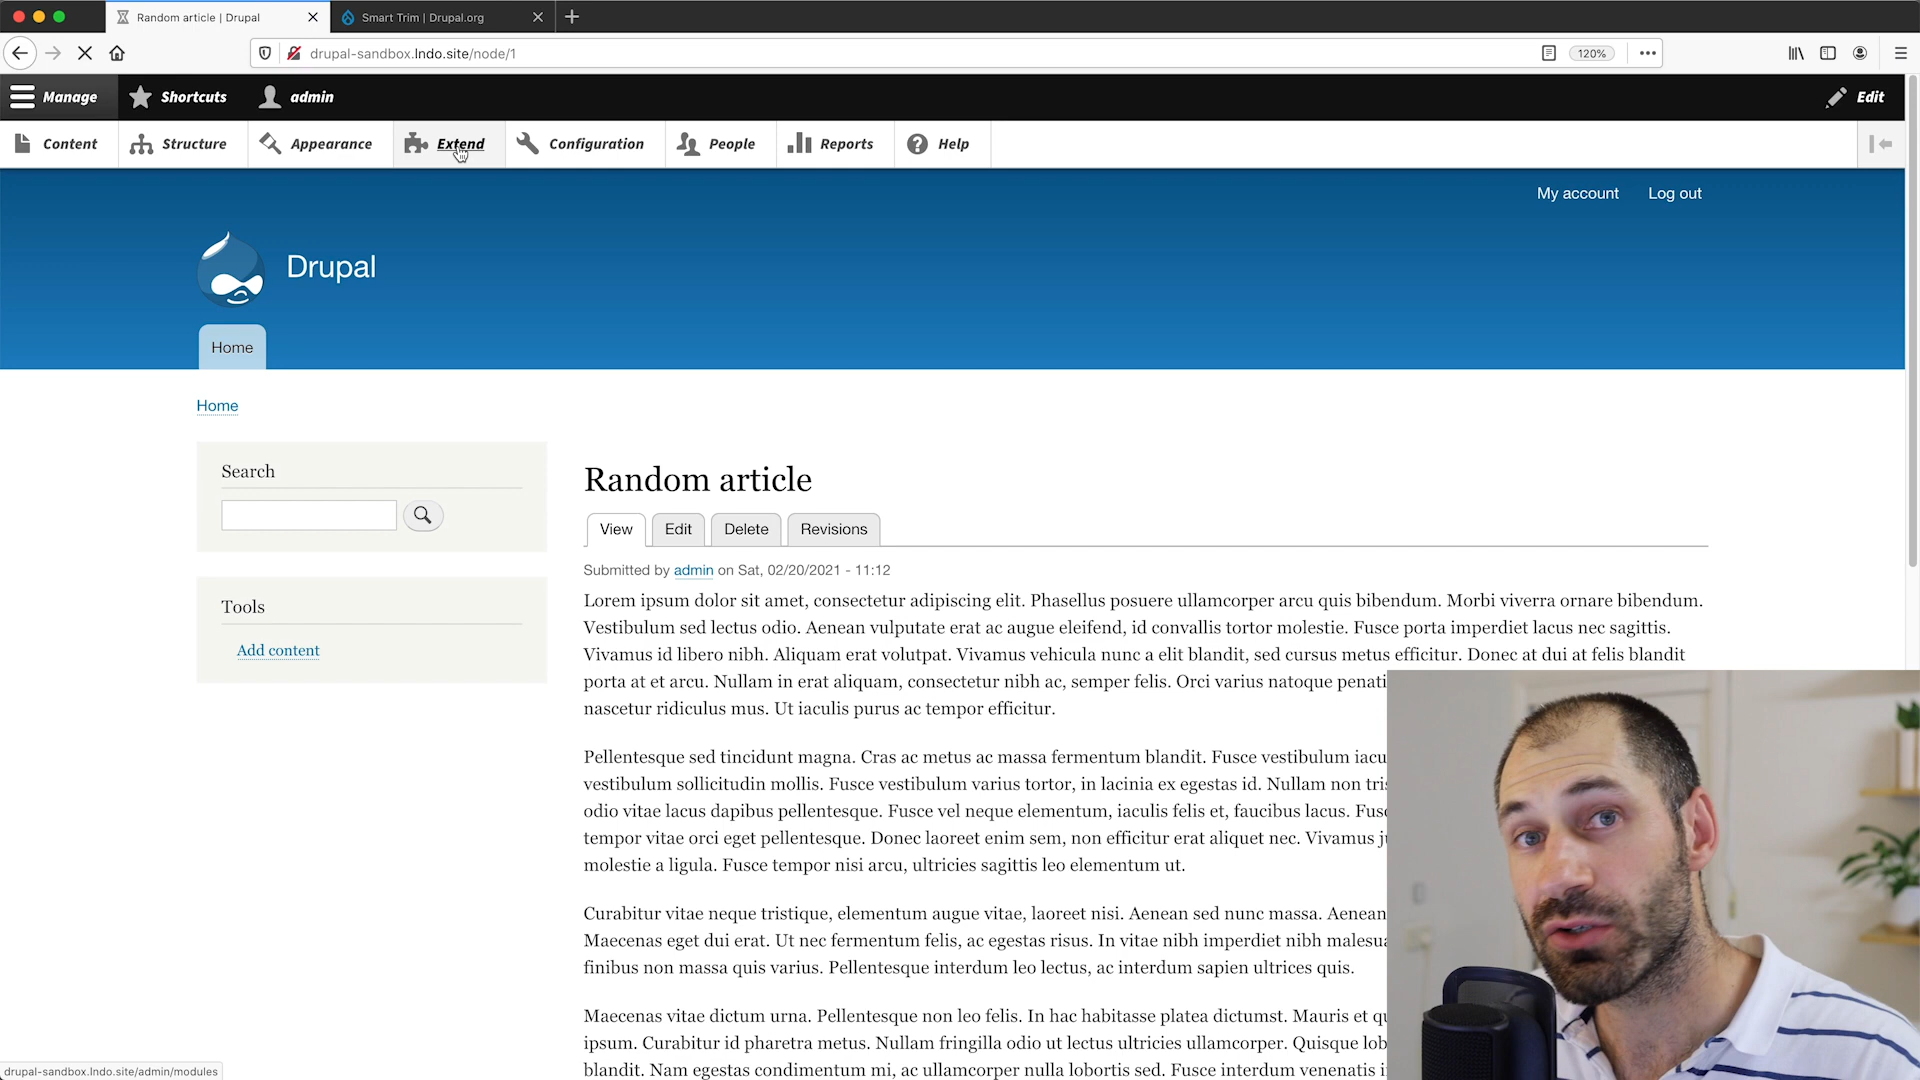 Random article | Drupal
Smart Trim | Drupal.org
drupal-sandbox.lndo.site/node/1
120%
Manage
Shortcuts
admin
Edit
Content
Structure
Appearance
Extend
Configuration
People
Reports
Help
My account
Log out
Drupal
Home
Home
Search
Tools
Add content
Random article
View
Edit
Delete
Revisions
Submitted by admin on Sat, 02/20/2021 - 11:12
Lorem ipsum dolor sit amet, consectetur adipiscing elit. Phasellus posuere ullamcorper arcu quis bibendum. Morbi viverra ornare bibendum.
Vestibulum sed lectus odio. Aenean vulputate erat ac augue eleifend, id convallis tortor molestie. Fusce porta imperdiet lacus nec sagittis.
Vivamus id libero nibh. Aliquam erat volutpat. Vivamus vehicula nunc a elit blandit, sed cursus metus efficitur. Donec at dui at felis blandit
porta at et arcu. Nullam in erat aliquam, consectetur nibh ac, semper felis. Orci varius natoque penati
nascetur ridiculus mus. Ut iaculis purus ac tempor efficitur.
Pellentesque sed tincidunt magna. Cras ac metus ac massa fermentum blandit. Fusce vestibulum iacu
vestibulum sollicitudin mollis. Fusce vestibulum varius tortor, in lacinia ex egestas id. Nullam non tris
odio vitae lacus dapibus pellentesque. Fusce vel neque elementum, iaculis felis et, faucibus lacus. Fusc
tempor vitae orci eget pellentesque. Donec laoreet enim sem, non efficitur erat aliquet nec. Vivamus ju
molestie a ligula. Fusce tempor nisi arcu, ultricies sagittis leo elementum ut.
Curabitur vitae neque tristique, elementum augue vitae, laoreet nisi. Aenean sed nunc massa. Aenean
Maecenas eget dui erat. Ut nec fermentum felis, ac egestas risus. In vitae nibh imperdiet nibh malesua
finibus non massa quis varius. Pellentesque interdum leo lectus, ac interdum sapien ultrices quis.
Maecenas vitae dictum urna. Pellentesque non leo felis. In hac habitasse platea dictumst. Mauris et qu
ipsum. Curabitur id pharetra metus. Nullam fringilla odio ut lectus ultricies ullamcorper. Quisque lob
blandit. Nam egestas condimentum mi, ac ullamcorper nulla lobortis sed. Fusce interdum venenatis i
drupal-sandbox.lndo.site/admin/modules